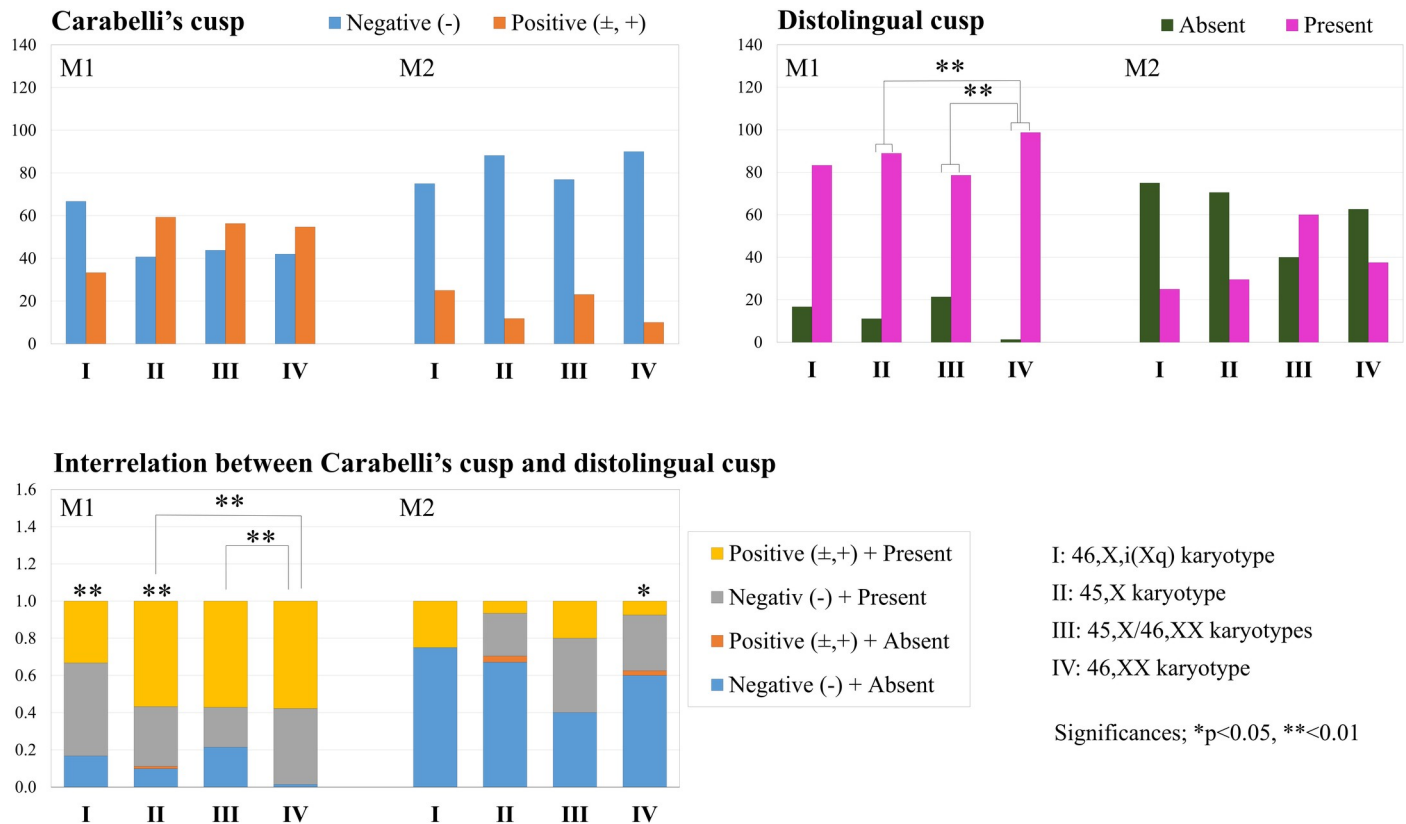 Carabelli's cusp
Negative (-) Positive (±, +)
M1 M2
140
120
100
80
60
40
20
0
I II III IV I II III IV
Distolingual cusp
Absent Present
M1 M2
** 
**
140
120
100
80
60
40
20
0
I II III IV I II III IV
Interrelation between Carabelli's cusp and distolingual cusp
M1 M2
**
**
** ** *
1.6
1.4
1.2
1.0
0.8
0.6
0.4
0.2
0.0
I II III IV I II III IV
Positive (±,+) + Present
Negativ (-) + Present
Positive (±,+) + Absent
Negative (-) + Absent
I: 46,X,i(Xq) karyotype
II: 45,X karyotype
III: 45,X/46,XX karyotypes
IV: 46,XX karyotype
Significances; *p<0.05, **<0.01